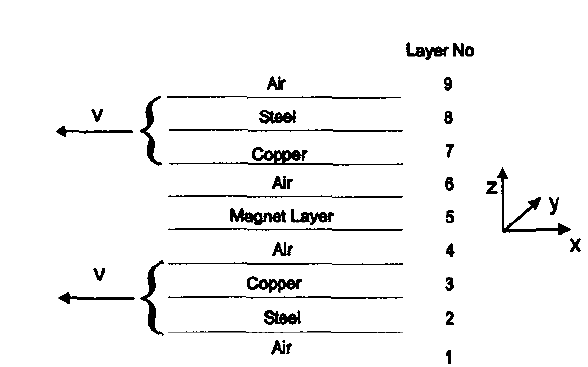 Layer No
Air 9
V Steel 8
Copper 7
Air 6
Magnet Layer 5
Air 4
V Copper 3
Steel 2
Air 1
z
y
x